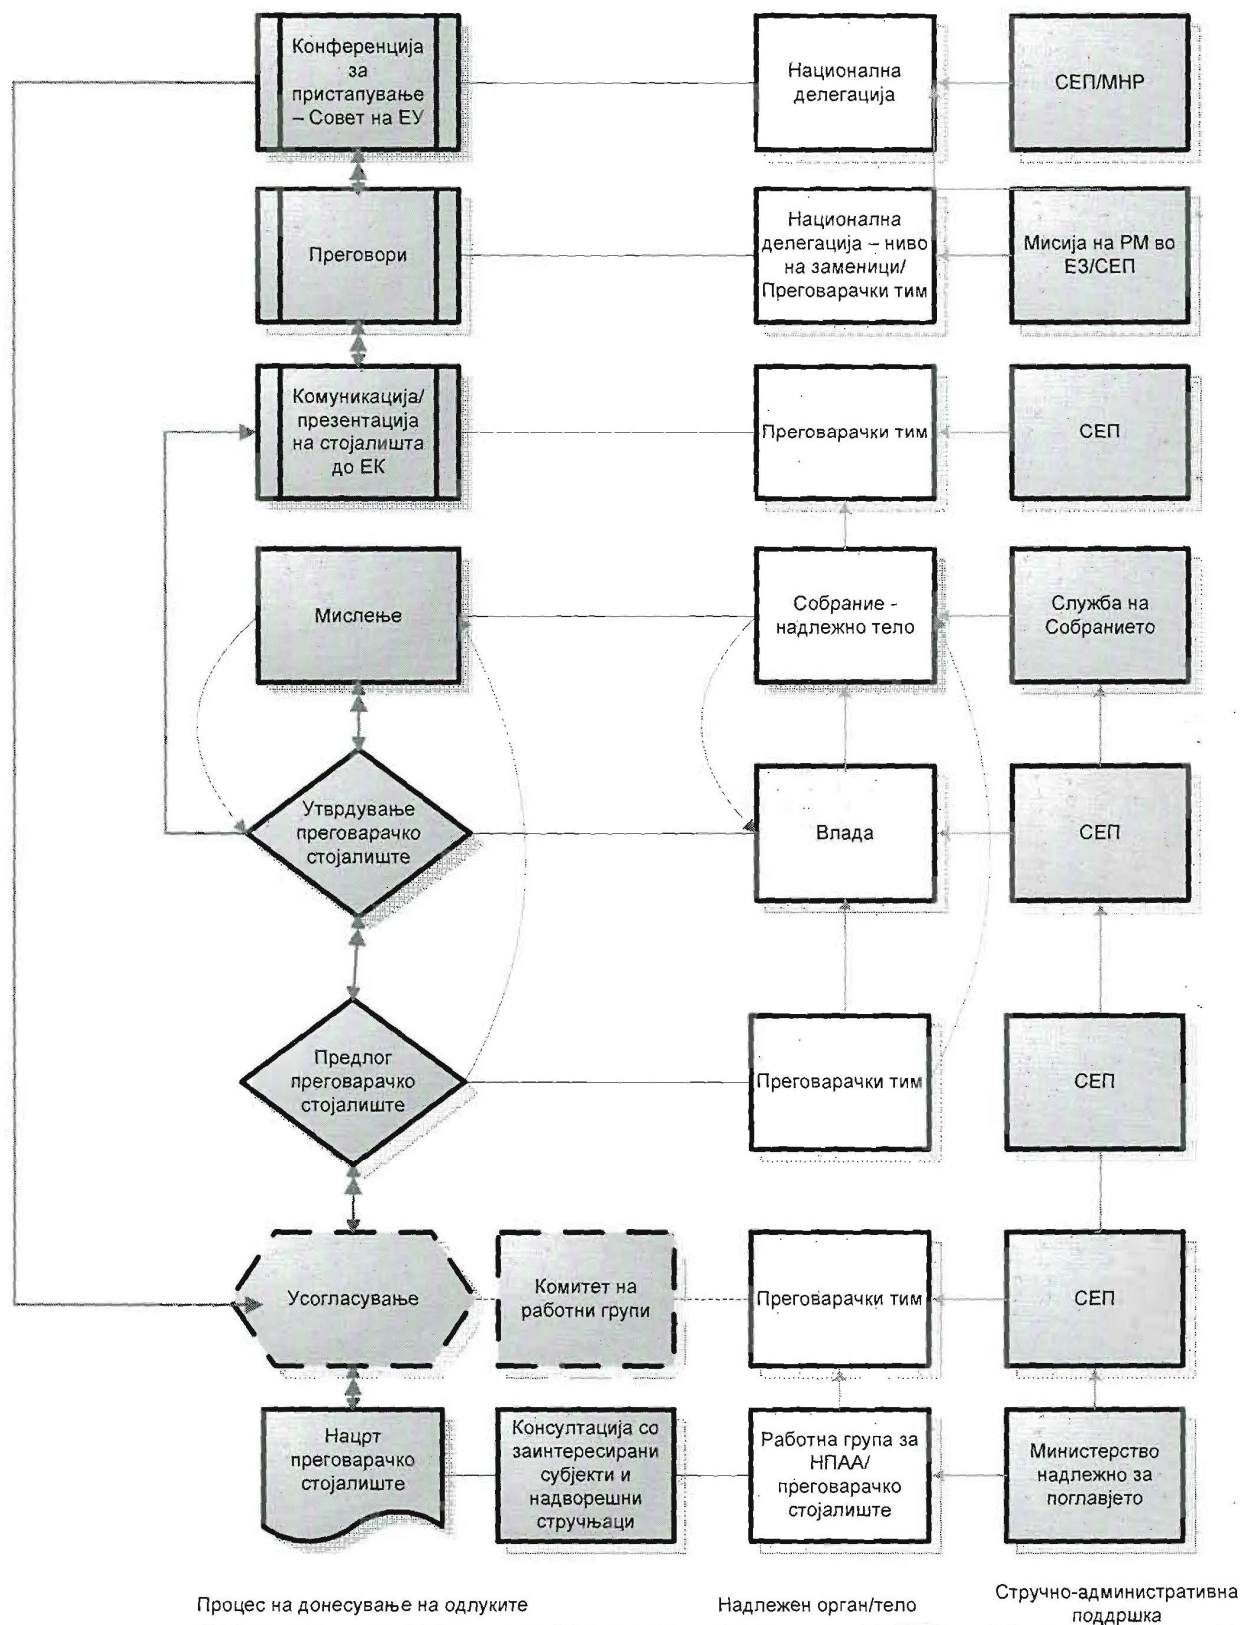 Конференција
за
пристапување
– Совет на ЕУ
Национална
делегација
СЕП/МНР
Преговори
Национална
делегација – ниво
на заменици/
Преговарачки тим
Мисија на РМ во
ЕЗ/СЕП
Комуникација/
презентација
на стојалишта
до ЕК
Преговарачки тим
СЕП
Мислење
Собрание -
надлежно тело
Служба на
Собранието
Утврдување
преговарачко
стојалиште
Влада
СЕП
Предлог
преговарачко
стојалиште
Преговарачки тим
СЕП
Усогласување
Комитет на
работни групи
Преговарачки тим
СЕП
Нацрт
преговарачко
стојалиште
Консултација со
заинтересирани
субјекти и
надворешни
стручњаци
Работна група за
НПАА/
преговарачко
стојалиште
Министерство
надлежно за
поглавјето
Процес на донесување на одлуките
Надлежен орган/тело
Стручно-административна
поддршка